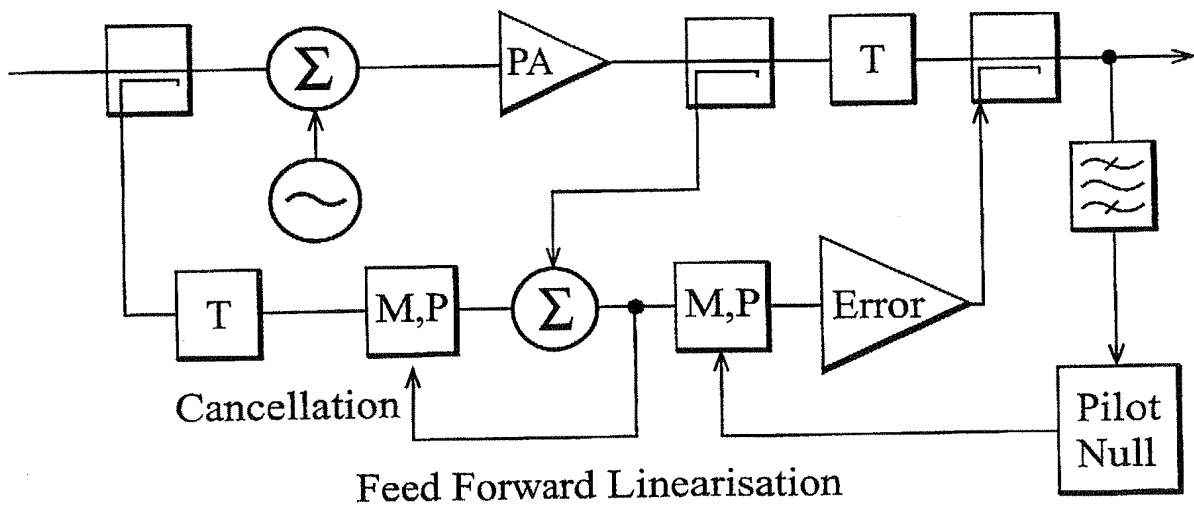 Σ
PA
T
T
M,P
Σ
M,P
Error
Cancellation
Pilot
Null
Feed Forward Linearisation